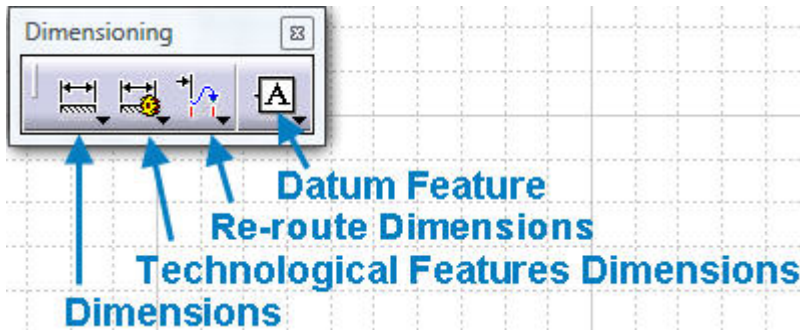 Dimensioning
A
Datum Feature
Re-route Dimensions
Technological Features Dimensions
Dimensions